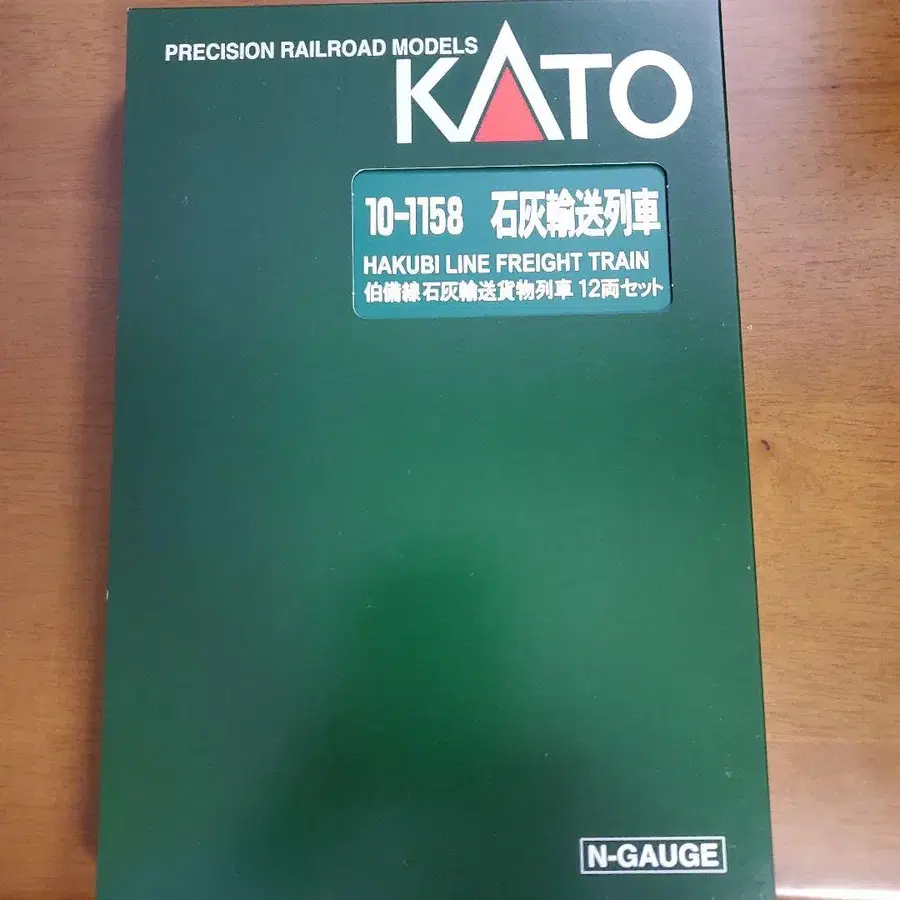 PRECISION RAILROAD MODELS
KATO
10-1158 石灰輸送列車
HAKUBI LINE FREIGHT TRAIN
伯備線石灰輸送貨物列車 12両セット
N-GAUGE